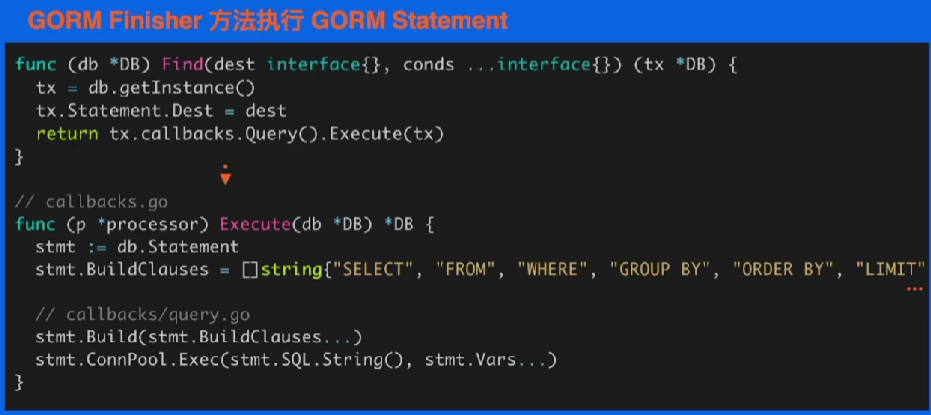 GORM Finisher 方法执行 GORM Statement
func (db *DB) Find(dest interface{}, conds ...interface{}) (tx *DB) {
  tx = db.getInstance()
  tx.Statement.Dest = dest
  return tx.callbacks.Query().Execute(tx)
}
// callbacks.go
func (p *processor) Execute(db *DB) *DB {
  stmt := db.Statement
  stmt.BuildClauses = []string{"SELECT", "FROM", "WHERE", "GROUP BY", "ORDER BY", "LIMIT"
...
  // callbacks/query.go
  stmt.Build(stmt.BuildClauses...)
  stmt.ConnPool.Exec(stmt.SQL.String(), stmt.Vars...)
}